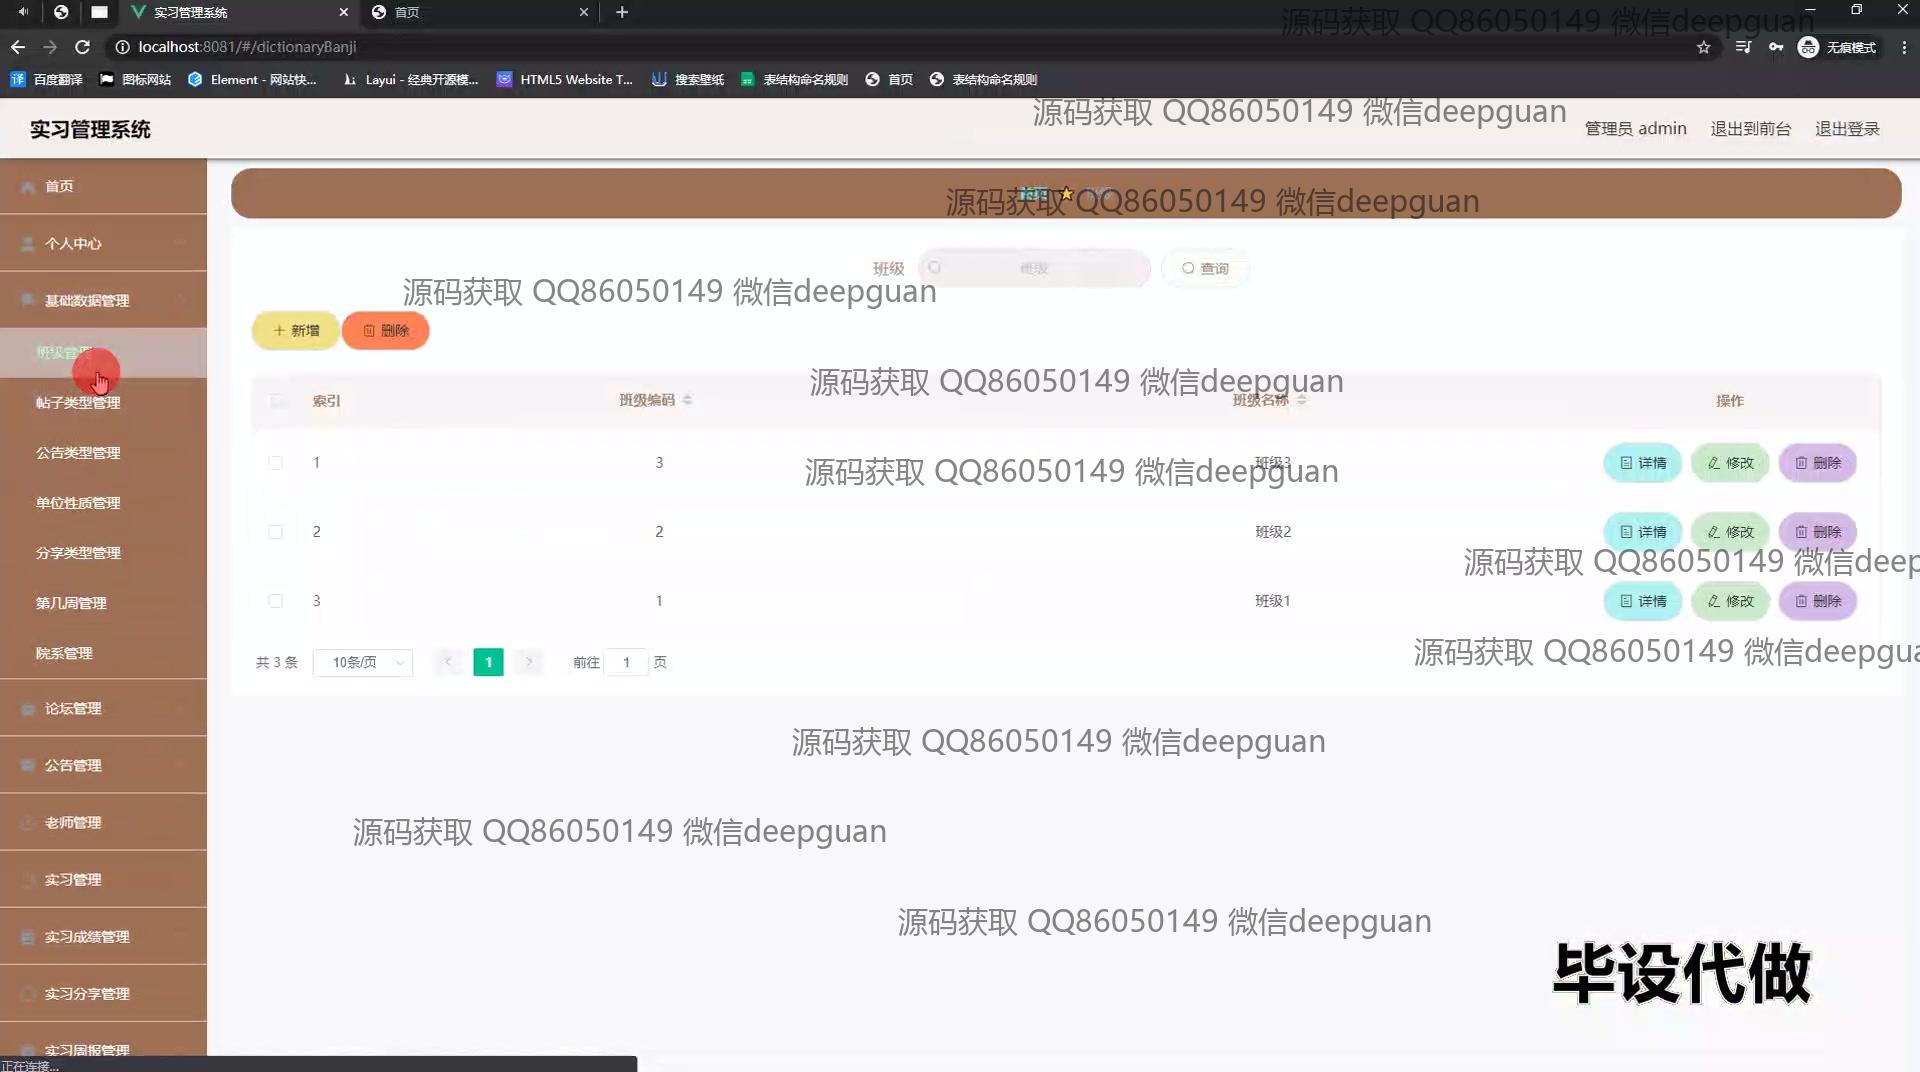 实习管理系统
首页
源码获取 QQ86050149 微信deepguan
localhost:8081/#/dictionaryBanji
无痕模式
百度翻译
图标网站
Element - 网站快...
Layui - 经典开源模...
HTML5 Website T...
搜索壁纸
表结构命名规则
首页
表结构命名规则
实习管理系统
源码获取 QQ86050149 微信deepguan
管理员 admin
退出到前台
退出登录
首页
源码获取 QQ86050149 微信deepguan
个人中心
班级
班级
查询
基础数据管理
源码获取 QQ86050149 微信deepguan
新增
删除
班级管理
源码获取 QQ86050149 微信deepguan
索引
班级编码
班级名称
操作
帖子类型管理
公告类型管理
1
3
班级3
详情
修改
删除
源码获取 QQ86050149 微信deepguan
单位性质管理
2
2
班级2
详情
修改
删除
分享类型管理
源码获取 QQ86050149 微信deep
第几周管理
3
1
班级1
详情
修改
删除
院系管理
共 3 条
10条/页
1
前往
1
页
源码获取 QQ86050149 微信deepgua
论坛管理
源码获取 QQ86050149 微信deepguan
公告管理
老师管理
源码获取 QQ86050149 微信deepguan
实习管理
实习成绩管理
源码获取 QQ86050149 微信deepguan
毕设代做
实习分享管理
实习周报管理
正在连接...